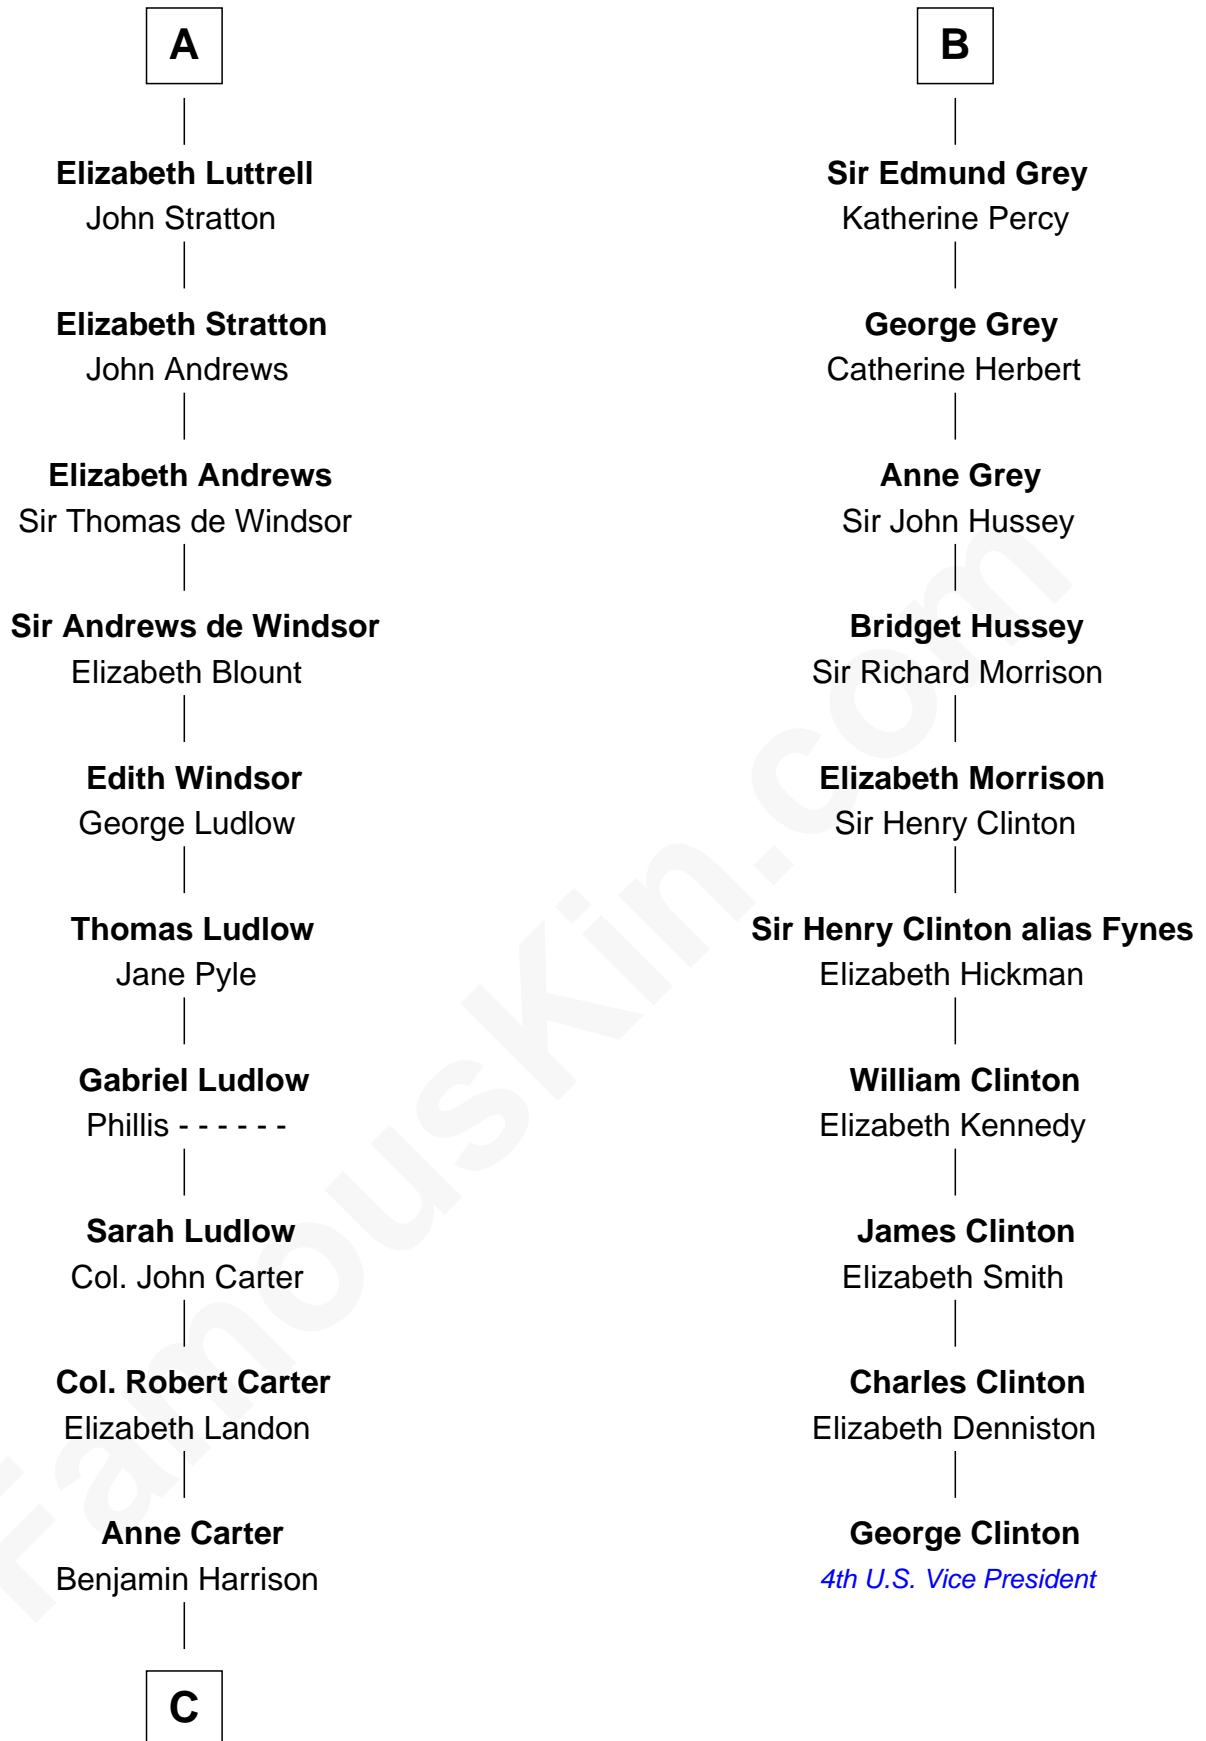 A
Elizabeth Luttrell
John Stratton
Elizabeth Stratton
John Andrews
Elizabeth Andrews
Sir Thomas de Windsor
Sir Andrews de Windsor
Elizabeth Blount
Edith Windsor
George Ludlow
Thomas Ludlow
Jane Pyle
Gabriel Ludlow
Phillis - - - - - -
Sarah Ludlow
Col. John Carter
Col. Robert Carter
Elizabeth Landon
Anne Carter
Benjamin Harrison
C
B
Sir Edmund Grey
Katherine Percy
George Grey
Catherine Herbert
Anne Grey
Sir John Hussey
Bridget Hussey
Sir Richard Morrison
Elizabeth Morrison
Sir Henry Clinton
Sir Henry Clinton alias Fynes
Elizabeth Hickman
William Clinton
Elizabeth Kennedy
James Clinton
Elizabeth Smith
Charles Clinton
Elizabeth Denniston
George Clinton
4th U.S. Vice President
FamousKin.com